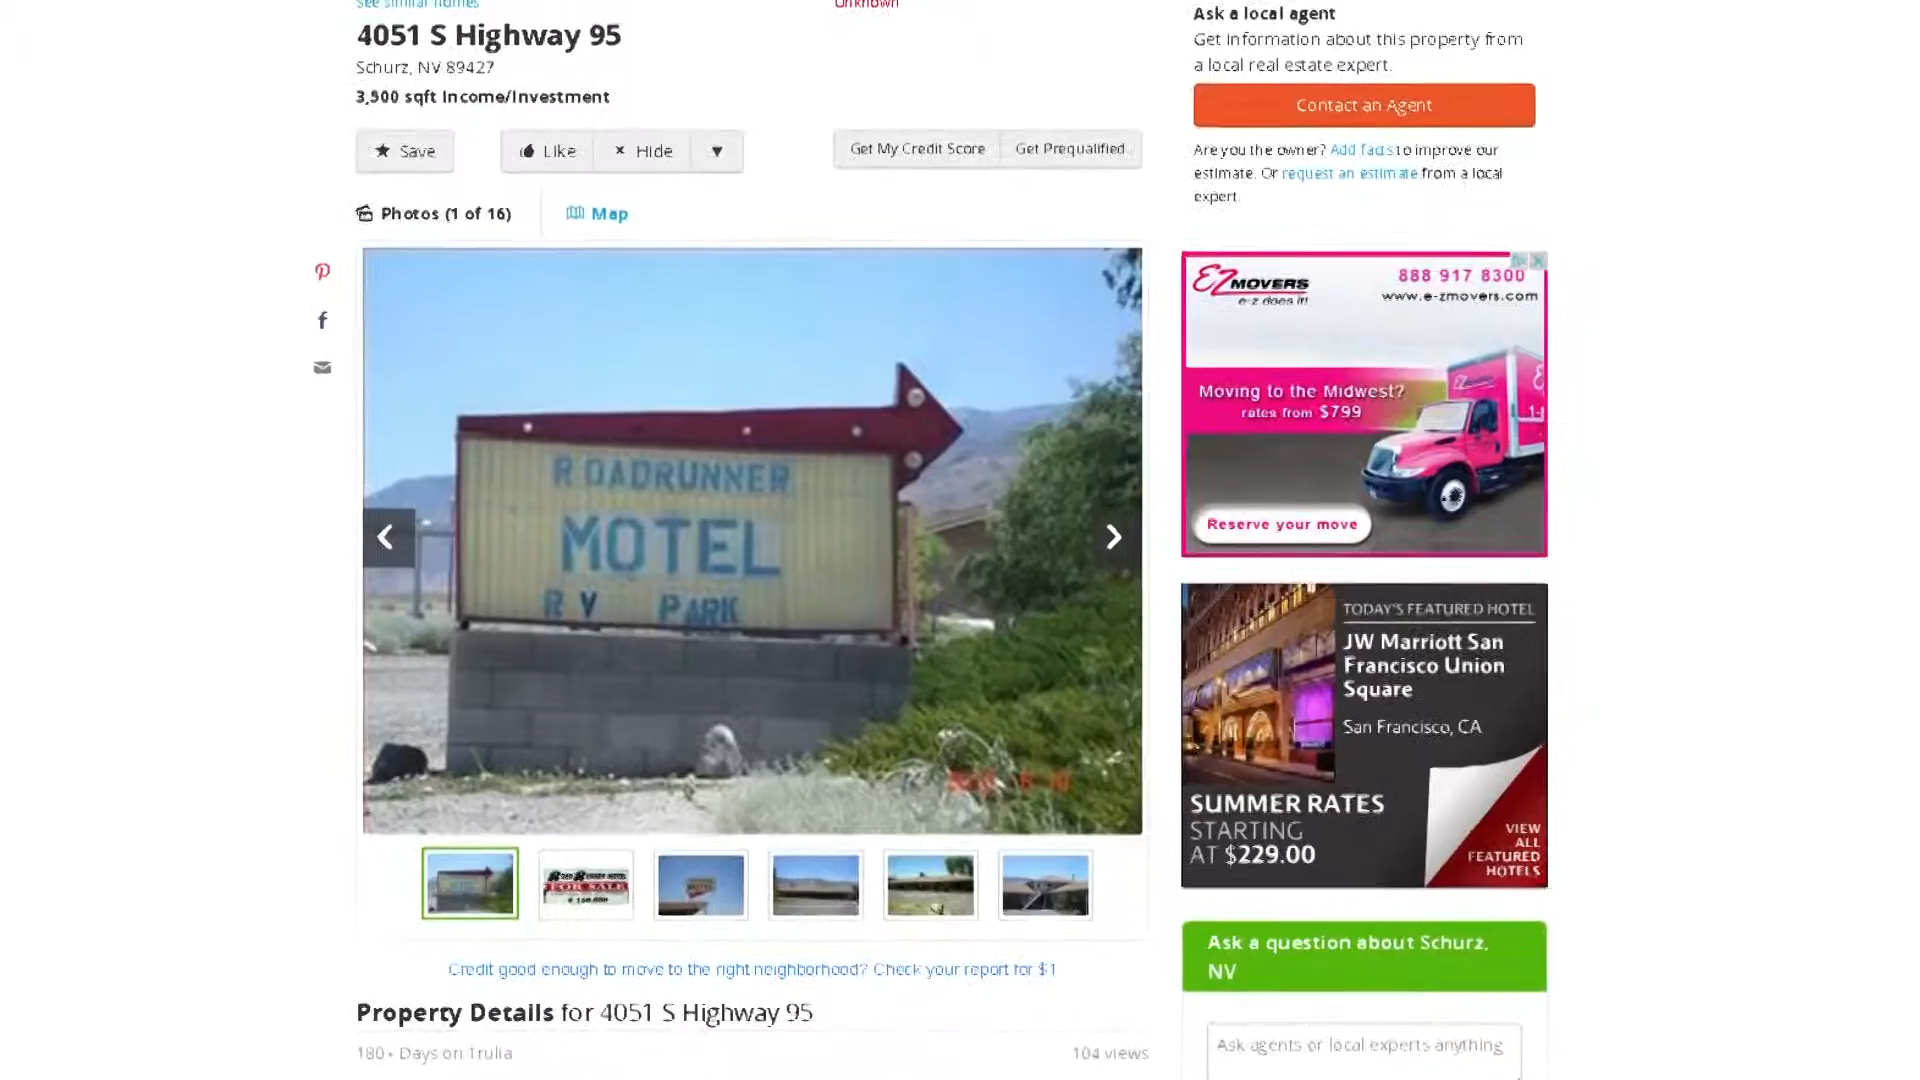 See similar homes
Unknown
4051 S Highway 95
Schurz, NV 89427
3,500 sqft Income/Investment
Save
Like
Hide
Get My Credit Score
Get Prequalified
Photos (1 of 16)
Map
ROADRUNNER
MOTEL
RV PARK
FOR SALE
Credit good enough to move to the right neighborhood? Check your report for $1
Property Details for 4051 S Highway 95
180+ Days on Trulia
104 views
Ask a local agent
Get information about this property from
a local real estate expert.
Contact an Agent
Are you the owner? Add facts to improve our
estimate. Or request an estimate from a local
expert.
EZ MOVERS
e-z does it!
888 917 8300
www.e-zmovers.com
Moving to the Midwest?
rates from $799
Reserve your move
TODAY'S FEATURED HOTEL
JW Marriott San
Francisco Union
Square
San Francisco, CA
SUMMER RATES
STARTING
AT $229.00
VIEW
ALL
FEATURED
HOTELS
Ask a question about Schurz,
NV
Ask agents or local experts anything